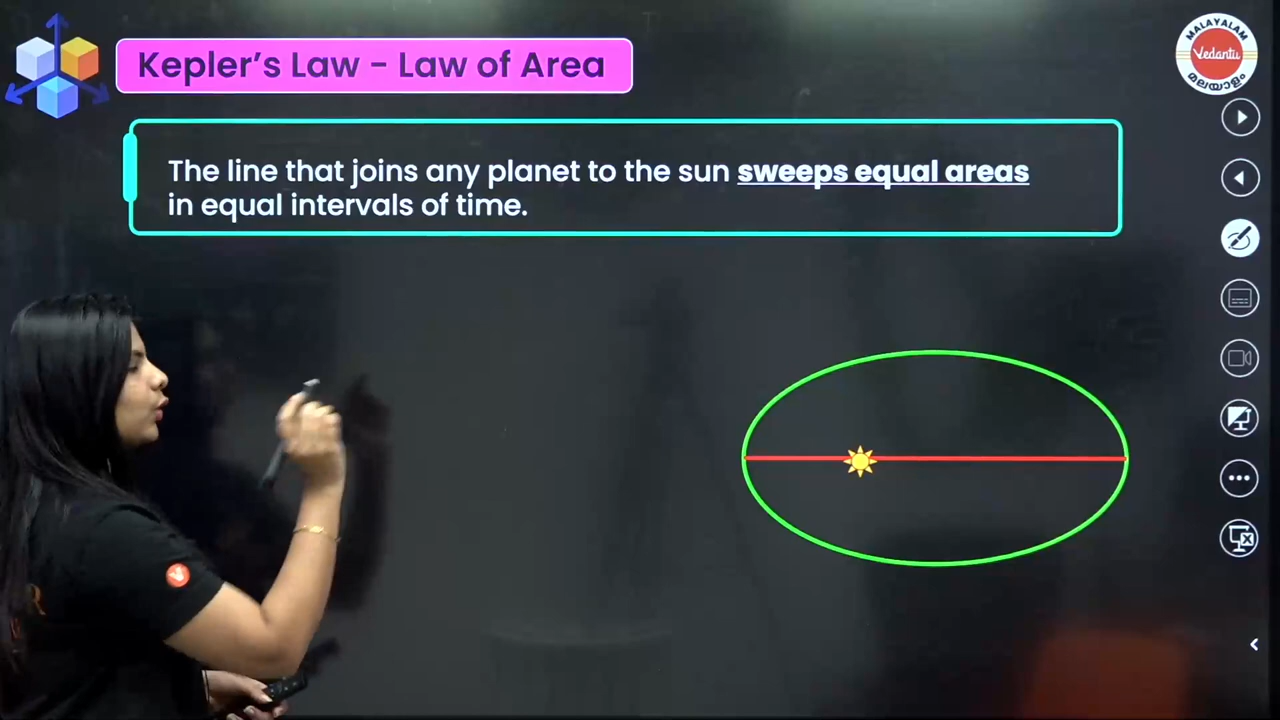 Kepler's Law - Law of Area
MALAYALAM
Vedantu
മലയാളം
The line that joins any planet to the sun sweeps equal areas
in equal intervals of time.